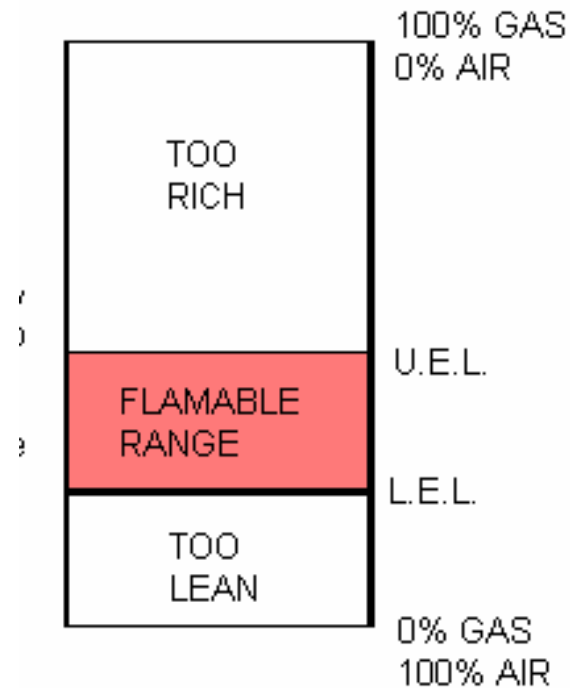 100% GAS
0% AIR
TOO
RICH
U.E.L.
FLAMABLE
RANGE
L.E.L.
TOO
LEAN
0% GAS
100% AIR